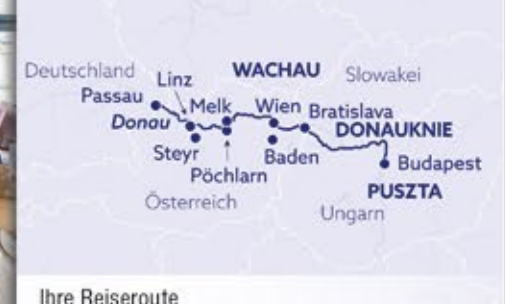 Deutschland
Linz
WACHAU
Slowakei
Passau
Melk
Wien
Bratislava
Donau
DONAUKNIE
Steyr
Baden
Budapest
Pöchlarn
PUSZTA
Österreich
Ungarn
Ihre Reiseroute